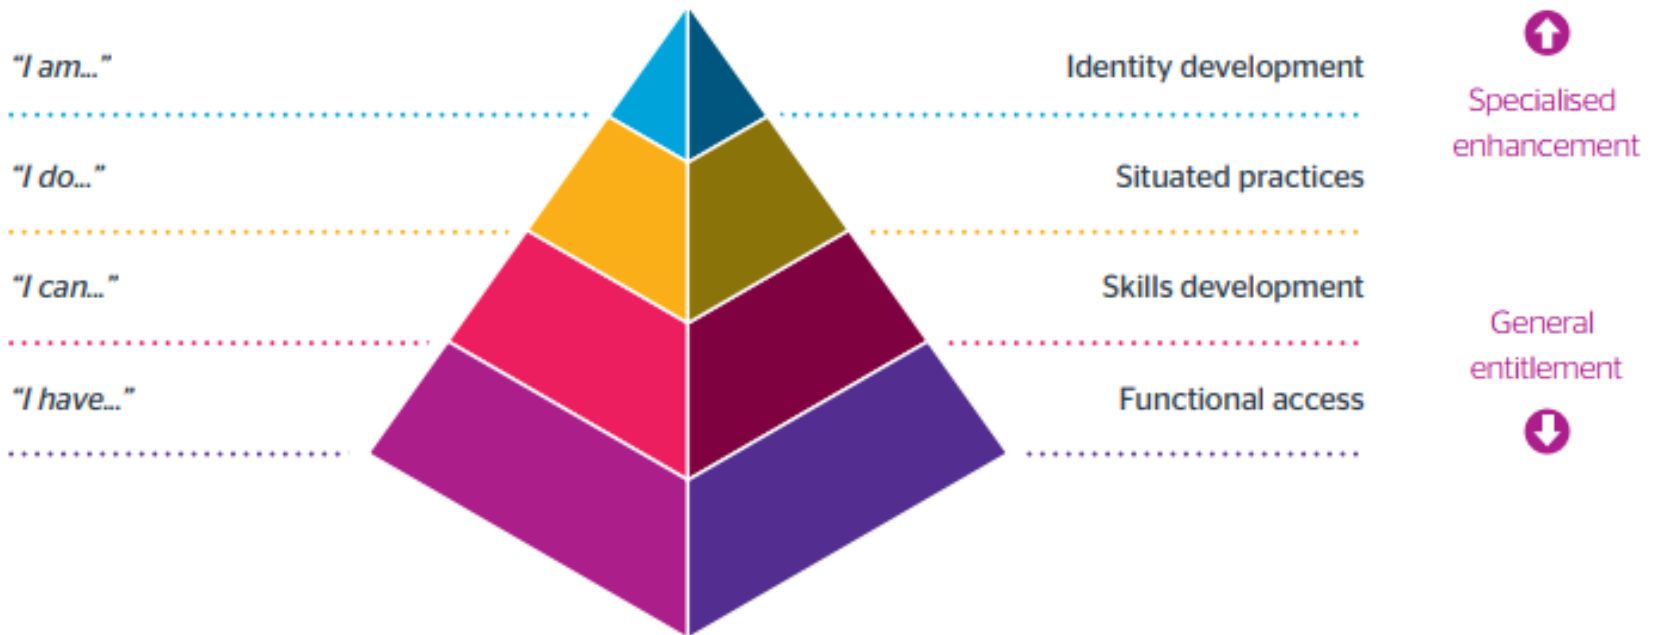 “I am...”
Identity development
Specialised
enhancement
“I do...”
Situated practices
“I can...”
Skills development
General
entitlement
“I have...”
Functional access